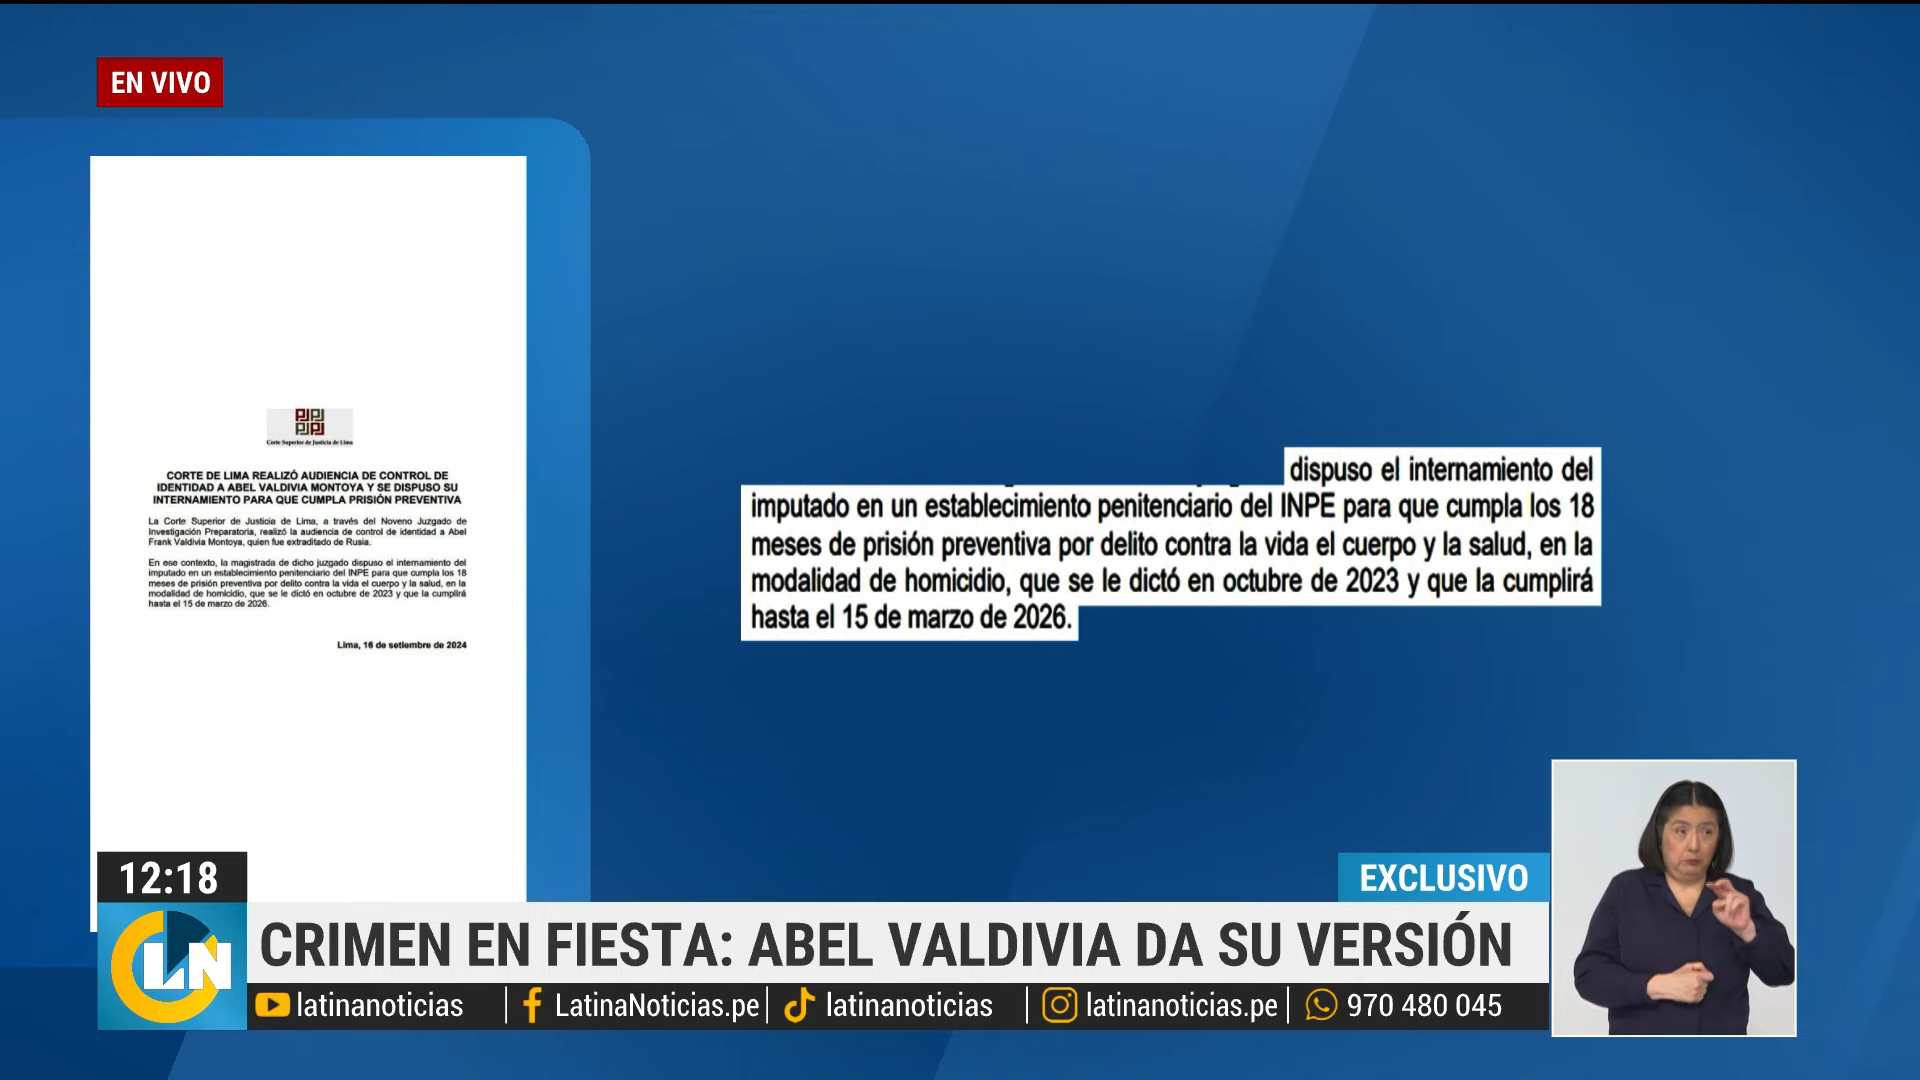 EN VIVO
PJPJ
PJPJ
Corte Superior de Justicia de Lima
CORTE DE LIMA REALIZÓ AUDIENCIA DE CONTROL DE
IDENTIDAD A ABEL VALDIVIA MONTOYA Y SE DISPUSO SU
INTERNAMIENTO PARA QUE CUMPLA PRISIÓN PREVENTIVA
La Corte Superior de Justicia de Lima, a través del Noveno Juzgado de
Investigación Preparatoria, realizó la audiencia de control de identidad a Abel
Frank Valdivia Montoya, quien fue extraditado de Rusia.
En ese contexto, la magistrada de dicho juzgado dispuso el internamiento del
imputado en un establecimiento penitenciario del INPE para que cumpla los 18
meses de prisión preventiva por delito contra la vida el cuerpo y la salud, en la
modalidad de homicidio, que se le dictó en octubre de 2023 y que la cumplirá
hasta el 15 de marzo de 2026.
Lima, 16 de setiembre de 2024
dispuso el internamiento del
imputado en un establecimiento penitenciario del INPE para que cumpla los 18
meses de prisión preventiva por delito contra la vida el cuerpo y la salud, en la
modalidad de homicidio, que se le dictó en octubre de 2023 y que la cumplirá
hasta el 15 de marzo de 2026.
12:18
EXCLUSIVO
LN
CRIMEN EN FIESTA: ABEL VALDIVIA DA SU VERSIÓN
latinanoticias | LatinaNoticias.pe | latinanoticias | latinanoticias.pe | 970 480 045